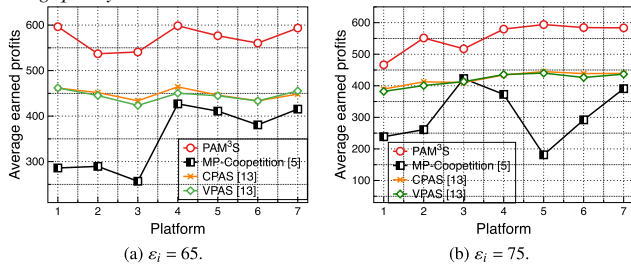 600
500
400
300
Average earned profits
1 2 3 4 5 6 7
Platform
PAM³S
MP-Coopetition [5]
CPAS [13]
VPAS [13]
(a) εᵢ = 65.
600
500
400
300
200
100
Average earned profits
1 2 3 4 5 6 7
Platform
PAM³S
MP-Coopetition [5]
CPAS [13]
VPAS [13]
(b) εᵢ = 75.